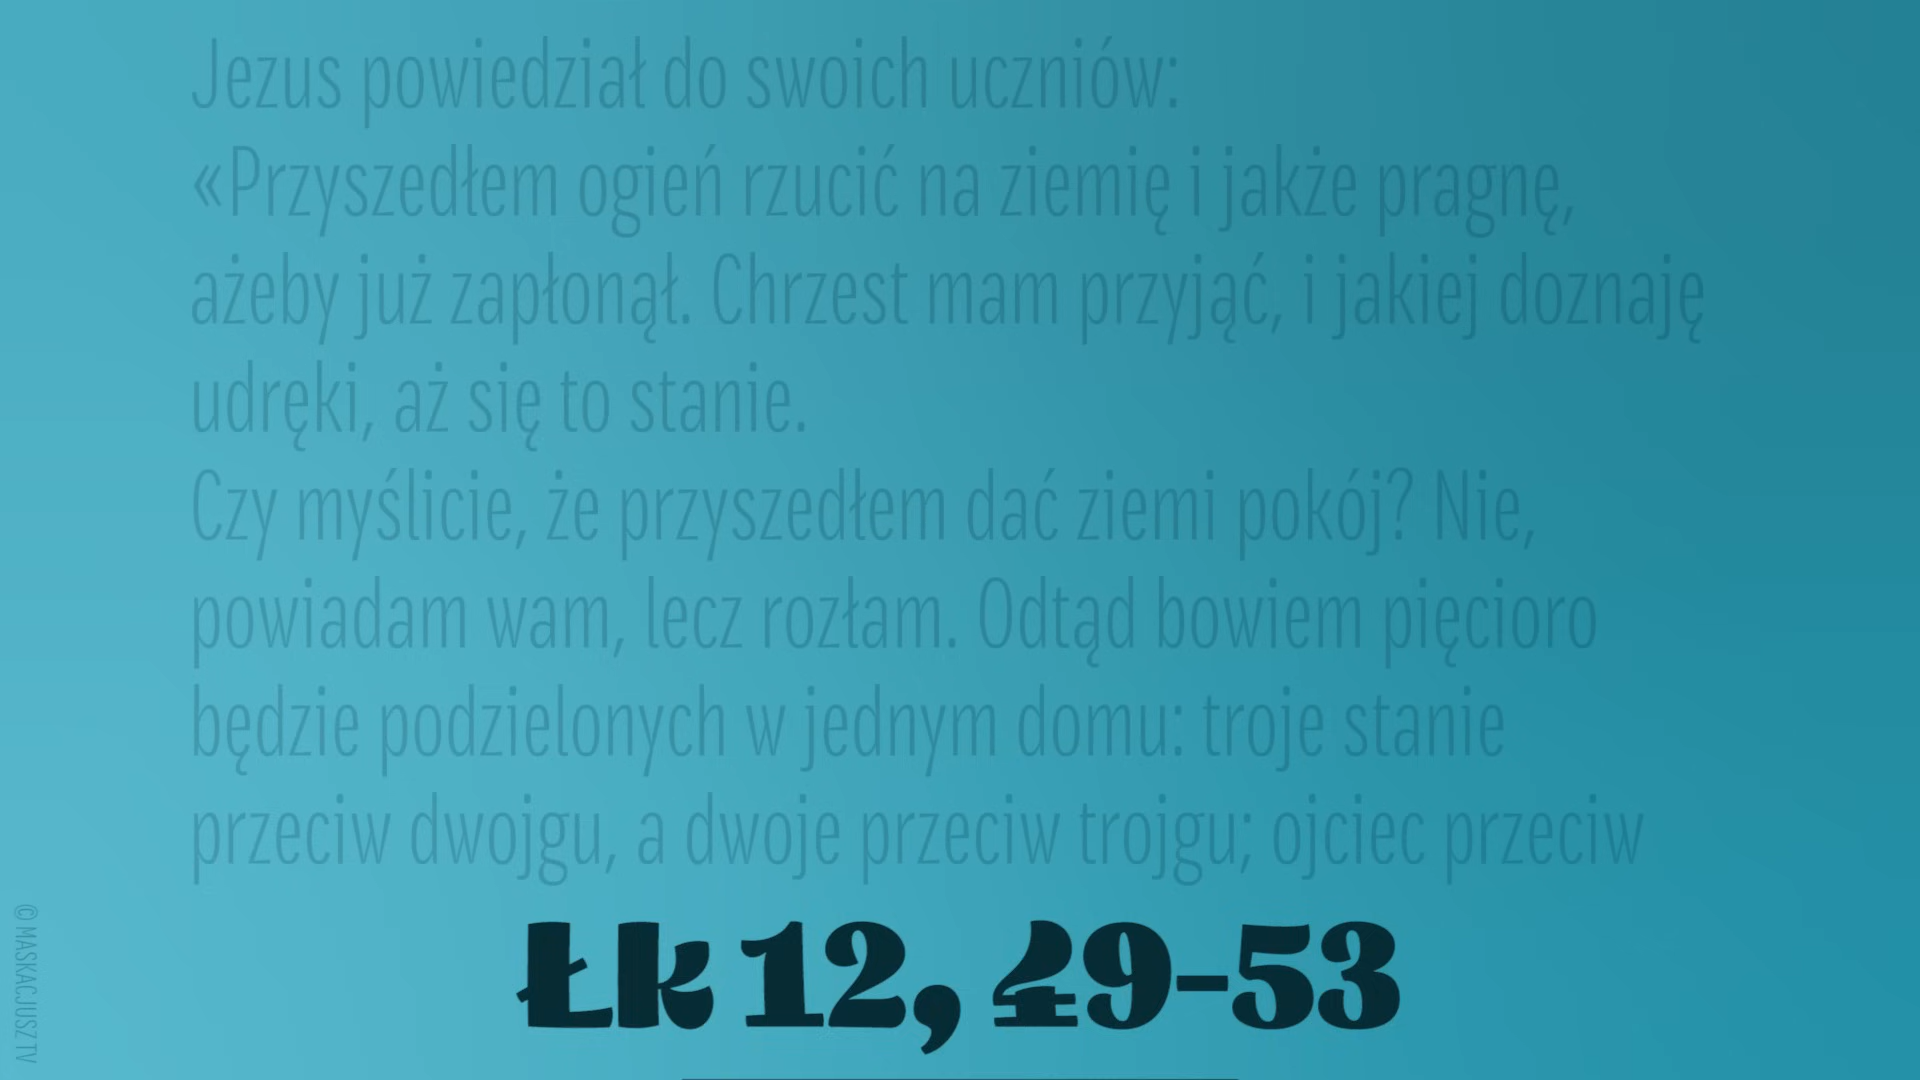 Jezus powiedział do swoich uczniów:
«Przyszedłem ogień rzucić na ziemię i jakże pragnę,
ażeby już zapłonął. Chrzest mam przyjąć, i jakiej doznaję
udręki, aż się to stanie.
Czy myślicie, że przyszedłem dać ziemi pokój? Nie,
powiadam wam, lecz rozłam. Odtąd bowiem pięcioro
będzie podzielonych w jednym domu: troje stanie
przeciw dwojgu, a dwoje przeciw trojgu; ojciec przeciw
Łk 12, 49-53
© MASKACJUSZ TV